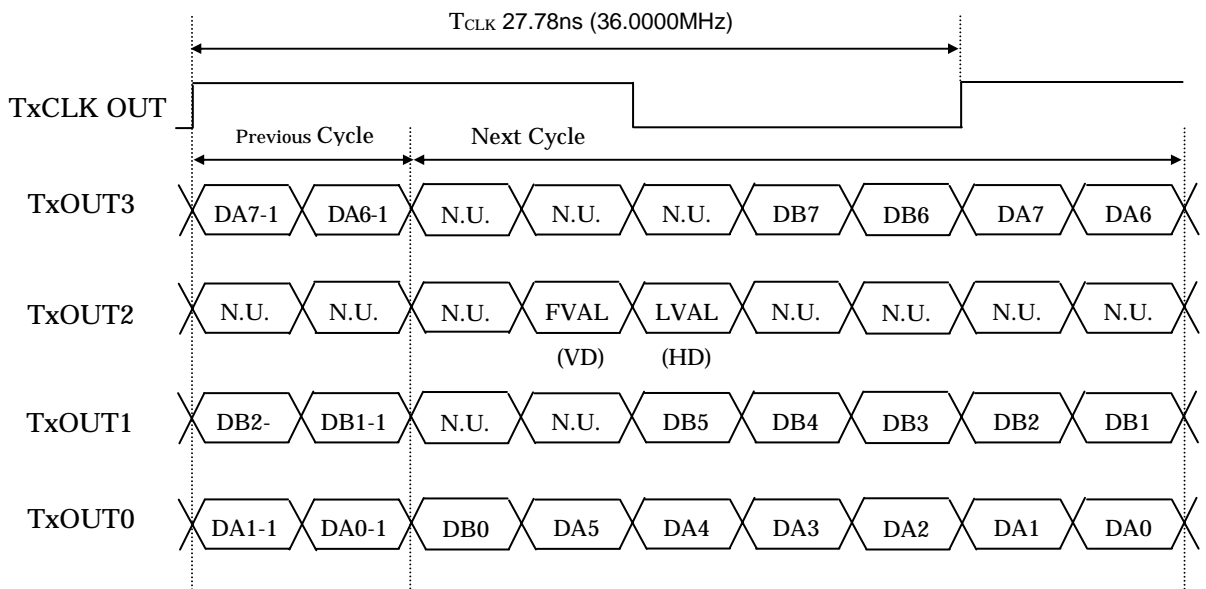 TCLK 27.78ns (36.0000MHz)
TxCLK OUT
Previous Cycle Next Cycle
TxOUT3 DA7-1 DA6-1 N.U. N.U. N.U. DB7 DB6 DA7 DA6
TxOUT2 N.U. N.U. N.U. FVAL LVAL N.U. N.U. N.U. N.U.
(VD) (HD)
TxOUT1 DB2- DB1-1 N.U. N.U. DB5 DB4 DB3 DB2 DB1
TxOUT0 DA1-1 DA0-1 DB0 DA5 DA4 DA3 DA2 DA1 DA0